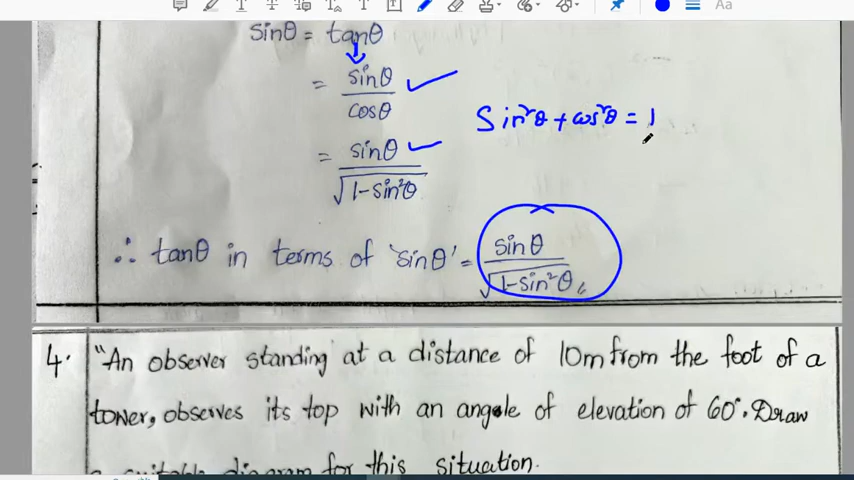 sinθ = tanθ
= sinθ/cosθ
sin²θ + cos²θ = 1
= sinθ/√1-sin²θ
∴ tanθ in terms of 'sinθ' = sinθ/√1-sin²θ
4. "An observer standing at a distance of 10m from the foot of a
tower, observes its top with an angle of elevation of 60°. Draw
a suitable diagram for this situation.